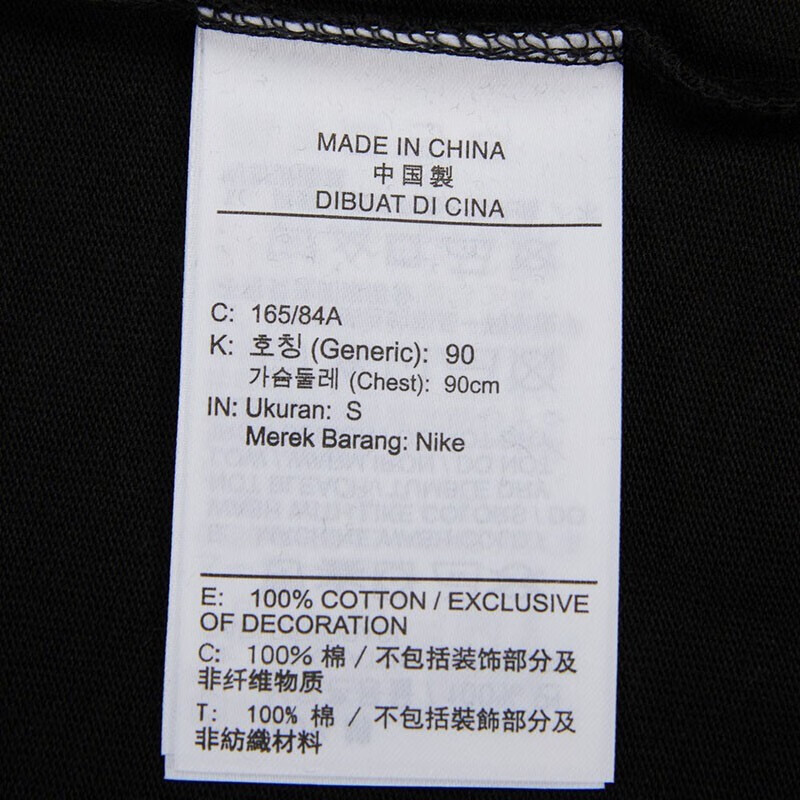 MADE IN CHINA
中国製
DIBUAT DI CINA
C: 165/84A
K: 호칭 (Generic): 90
가슴둘레 (Chest): 90cm
IN: Ukuran: S
Merek Barang: Nike
E: 100% COTTON / EXCLUSIVE
OF DECORATION
C: 100% 棉 / 不包括装饰部分及
非纤维物质
T: 100% 棉 / 不包括裝飾部分及
非紡織材料